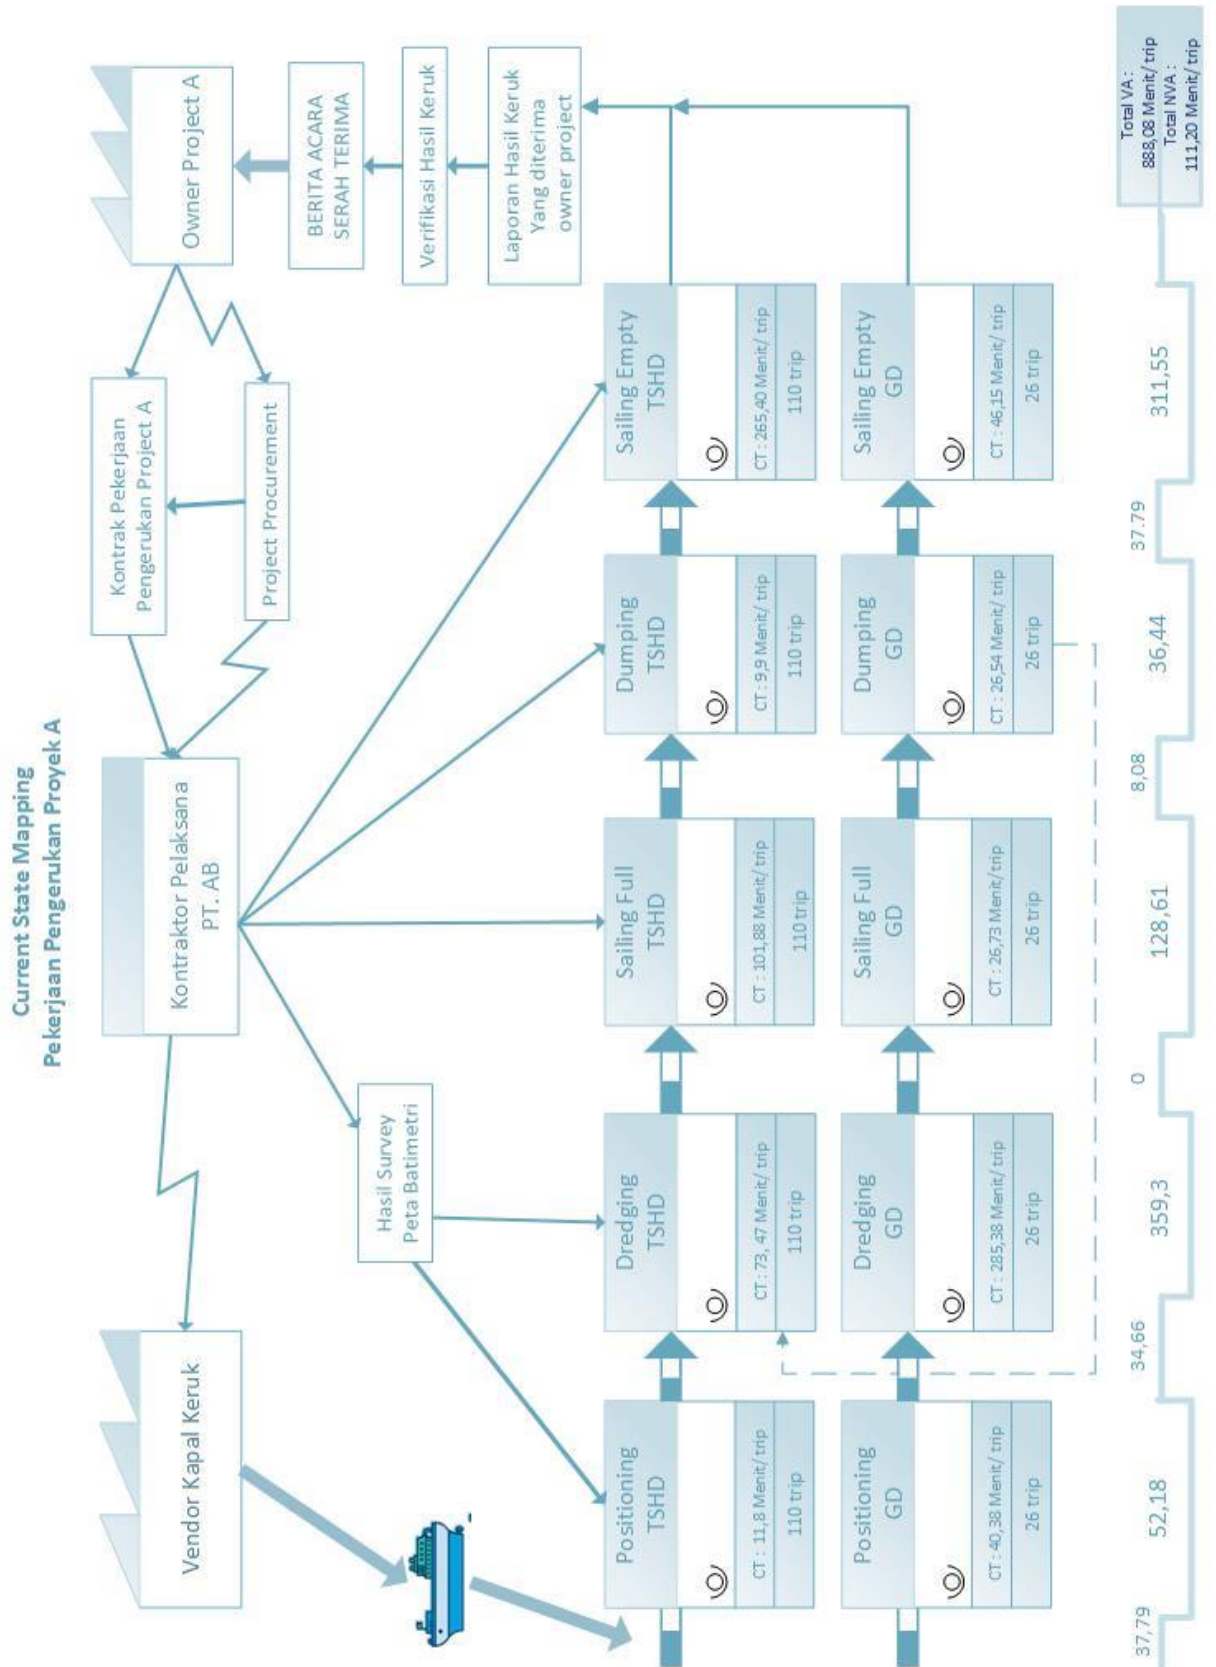 Current State Mapping
Pekerjaan Pengerukan Proyek A
Vendor Kapal Keruk
Kontraktor Pelaksana
PT. AB
Kontrak Pekerjaan
Pengerukan Project A
Project Procurement
Owner Project A
BERITA ACARA
SERAH TERIMA
Verifikasi Hasil Keruk
Laporan Hasil Keruk
Yang diterima
owner project
Hasil Survey
Peta Batimetri
Positioning
TSHD
CT : 11,8 Menit/ trip
110 trip
Dredging
TSHD
CT : 73, 47 Menit/ trip
110 trip
Sailing Full
TSHD
CT : 101,88 Menit/ trip
110 trip
Dumping
TSHD
CT : 9,9 Menit/ trip
110 trip
Sailing Empty
TSHD
CT : 265,40 Menit/ trip
110 trip
Positioning
GD
CT : 40,38 Menit/ trip
26 trip
Dredging
GD
CT : 285,38 Menit/ trip
26 trip
Sailing Full
GD
CT : 26,73 Menit/ trip
26 trip
Dumping
GD
CT : 26,54 Menit/ trip
26 trip
Sailing Empty
GD
CT : 46,15 Menit/ trip
26 trip
37,79
52,18
34,66
359,3
0
128,61
8,08
36,44
37.79
311,55
Total VA :
888,08 Menit/ trip
Total NVA :
111,20 Menit/ trip